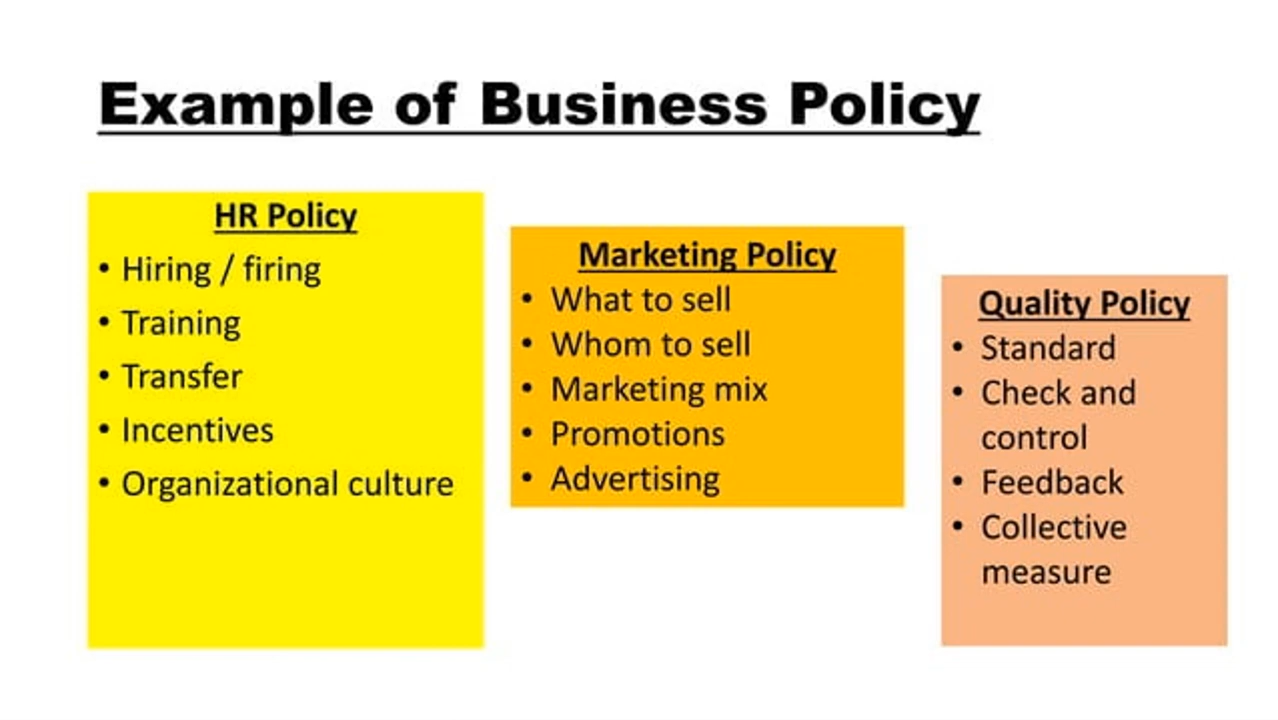 Example of Business Policy
HR Policy
• Hiring / firing
• Training
• Transfer
• Incentives
• Organizational culture
Marketing Policy
• What to sell
• Whom to sell
• Marketing mix
• Promotions
• Advertising
Quality Policy
• Standard
• Check and
control
• Feedback
• Collective
measure